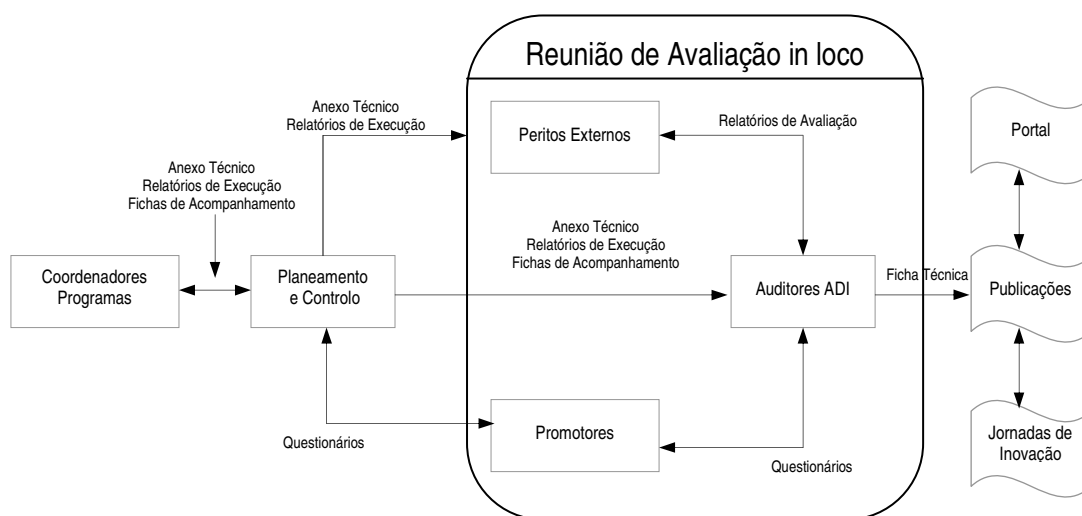 Reunião de Avaliação in loco
Anexo Técnico
Relatórios de Execução
Peritos Externos
Relatórios de Avaliação
Portal
Anexo Técnico
Relatórios de Execução
Fichas de Acompanhamento
Anexo Técnico
Relatórios de Execução
Fichas de Acompanhamento
Coordenadores
Programas
Planeamento
e Controlo
Auditores ADI
Ficha Técnica
Publicações
Questionários
Promotores
Questionários
Jornadas de
Inovação